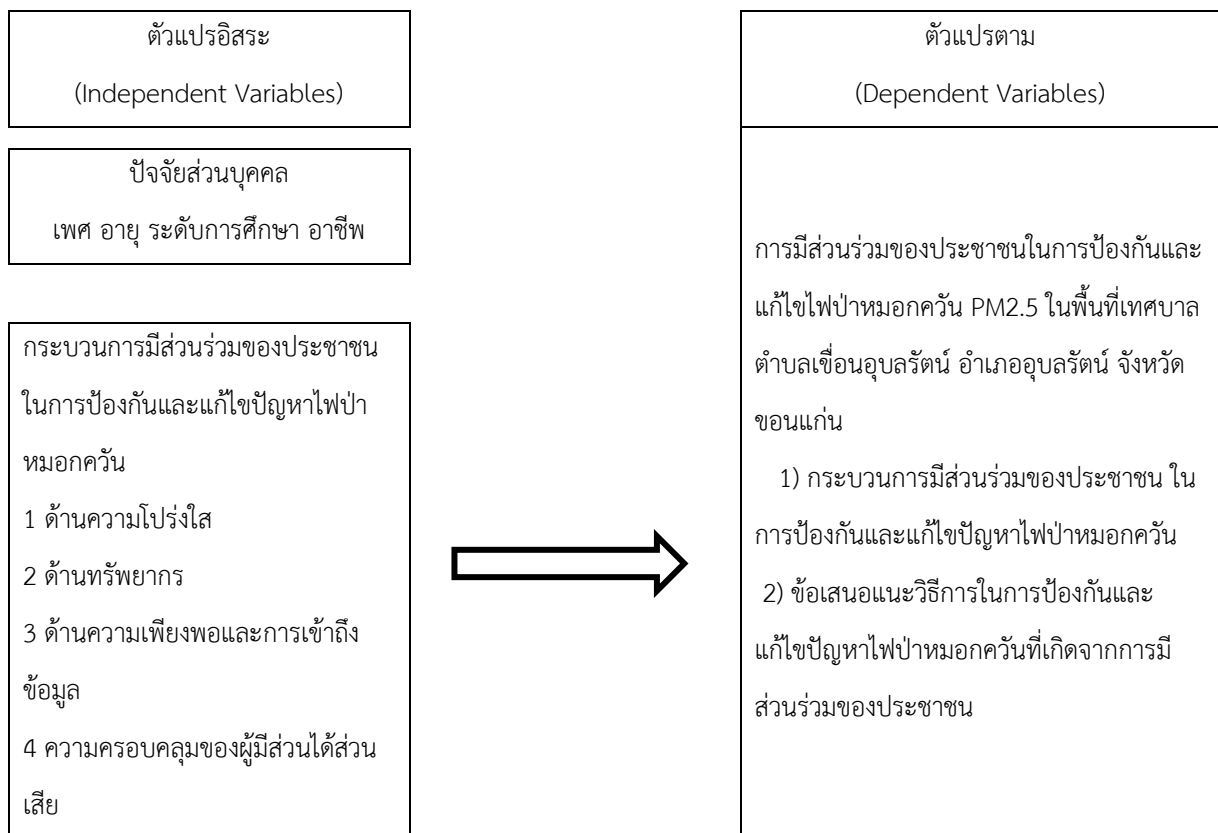 ตัวแปรอิสระ
(Independent Variables)
ปัจจัยส่วนบุคคล
เพศ อายุ ระดับการศึกษา อาชีพ
กระบวนการมีส่วนร่วมของประชาชน
ในการป้องกันและแก้ไขปัญหาไฟป่า
หมอกควัน
1 ด้านความโปร่งใส
2 ด้านทรัพยากร
3 ด้านความเพียงพอและการเข้าถึง
ข้อมูล
4 ความครอบคลุมของผู้มีส่วนได้ส่วน
เสีย
ตัวแปรตาม
(Dependent Variables)
การมีส่วนร่วมของประชาชนในการป้องกันและ
แก้ไขไฟป่าหมอกควัน PM2.5 ในพื้นที่เทศบาล
ตำบลเขื่อนอุบลรัตน์ อำเภออุบลรัตน์ จังหวัด
ขอนแก่น
1) กระบวนการมีส่วนร่วมของประชาชน ใน
การป้องกันและแก้ไขปัญหาไฟป่าหมอกควัน
2) ข้อเสนอแนะวิธีการในการป้องกันและ
แก้ไขปัญหาไฟป่าหมอกควันที่เกิดจากการมี
ส่วนร่วมของประชาชน